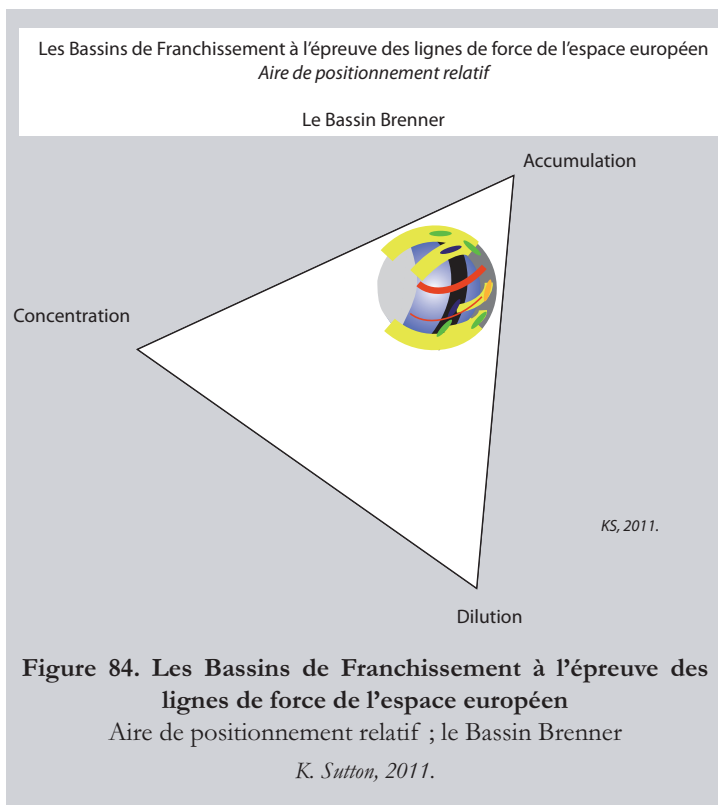 Les Bassins de Franchissement à l'épreuve des lignes de force de l'espace européen
Aire de positionnement relatif
Le Bassin Brenner
Accumulation
Concentration
KS, 2011.
Dilution
Figure 84. Les Bassins de Franchissement à l'épreuve des
lignes de force de l'espace européen
Aire de positionnement relatif ; le Bassin Brenner
K. Sutton, 2011.